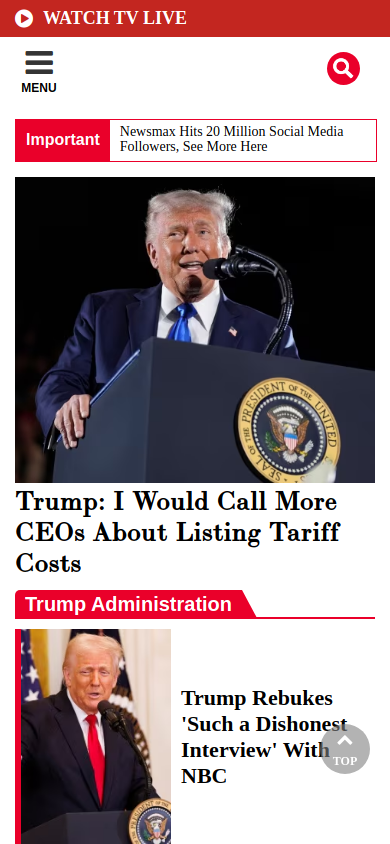 WATCH TV LIVE
MENU
Important
Newsmax Hits 20 Million Social Media
Followers, See More Here
SEAL OF THE PRESIDENT OF THE UNITED
Trump: I Would Call More
CEOs About Listing Tariff
Costs
Trump Administration
Trump Rebukes
'Such a Dishonest
Interview' With
NBC
TOP